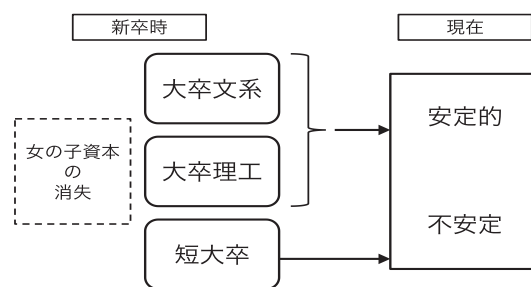 新卒時
現在
大卒文系
安定的
女の子資本
の
消失
大卒理工
不安定
短大卒